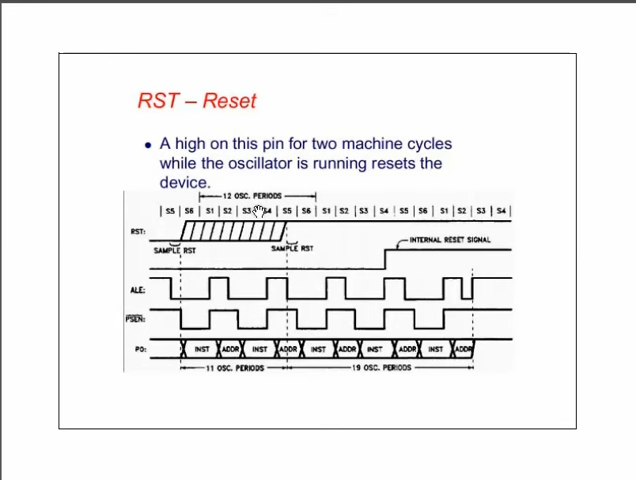 RST – Reset
• A high on this pin for two machine cycles
while the oscillator is running resets the
device.
12 OSC. PERIODS
| S5 | S6 | S1 | S2 | S3 | S4 | S5 | S6 | S1 | S2 | S3 | S4 | S5 | S6 | S1 | S2 | S3 | S4 |
RST:
SAMPLE RST SAMPLE RST
INTERNAL RESET SIGNAL
ALE:
PSEN:
P0: INST ADDR INST ADDR INST ADDR INST ADDR INST ADDR
11 OSC. PERIODS 19 OSC. PERIODS